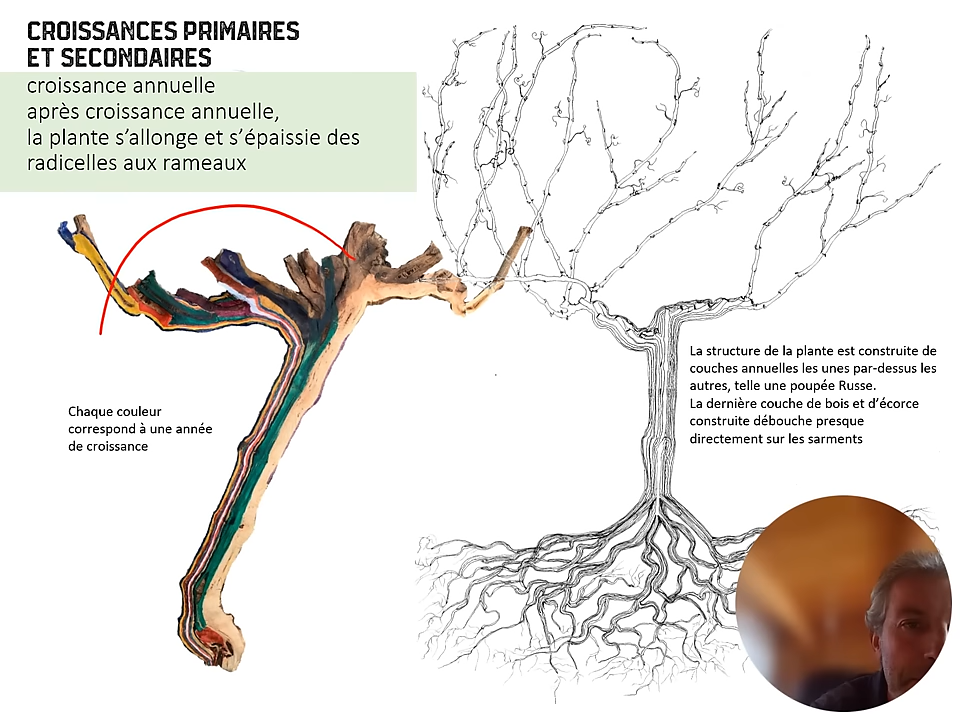 CROISSANCES PRIMAIRES
ET SECONDAIRES
croissance annuelle
après croissance annuelle,
la plante s'allonge et s'épaissie des
radicelles aux rameaux
La structure de la plante est construite de
couches annuelles les unes par-dessus les
autres, telle une poupée Russe.
La dernière couche de bois et d'écorce
construite débouche presque
directement sur les sarments
Chaque couleur
correspond à une année
de croissance